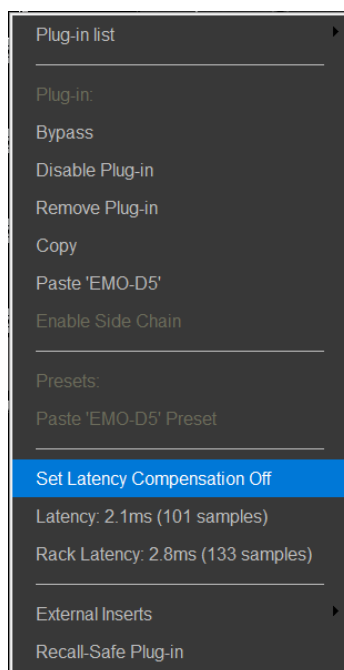 Plug-in list
Plug-in:
Bypass
Disable Plug-in
Remove Plug-in
Copy
Paste 'EMO-D5'
Enable Side Chain
Presets:
Paste 'EMO-D5' Preset
Set Latency Compensation Off
Latency: 2.1ms (101 samples)
Rack Latency: 2.8ms (133 samples)
External Inserts
Recall-Safe Plug-in